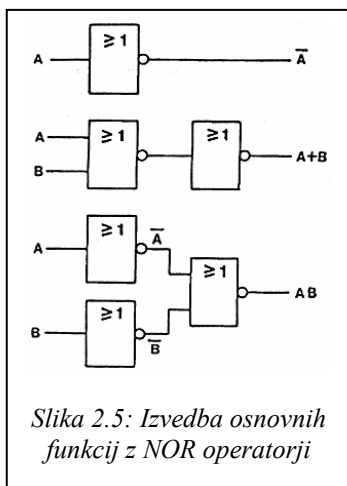 ≥1
A A̅
A ≥1 ≥1
B A+B
≥1
A A̅
≥1
AB
≥1
B B̅
Slika 2.5: Izvedba osnovnih
funkcij z NOR operatorji